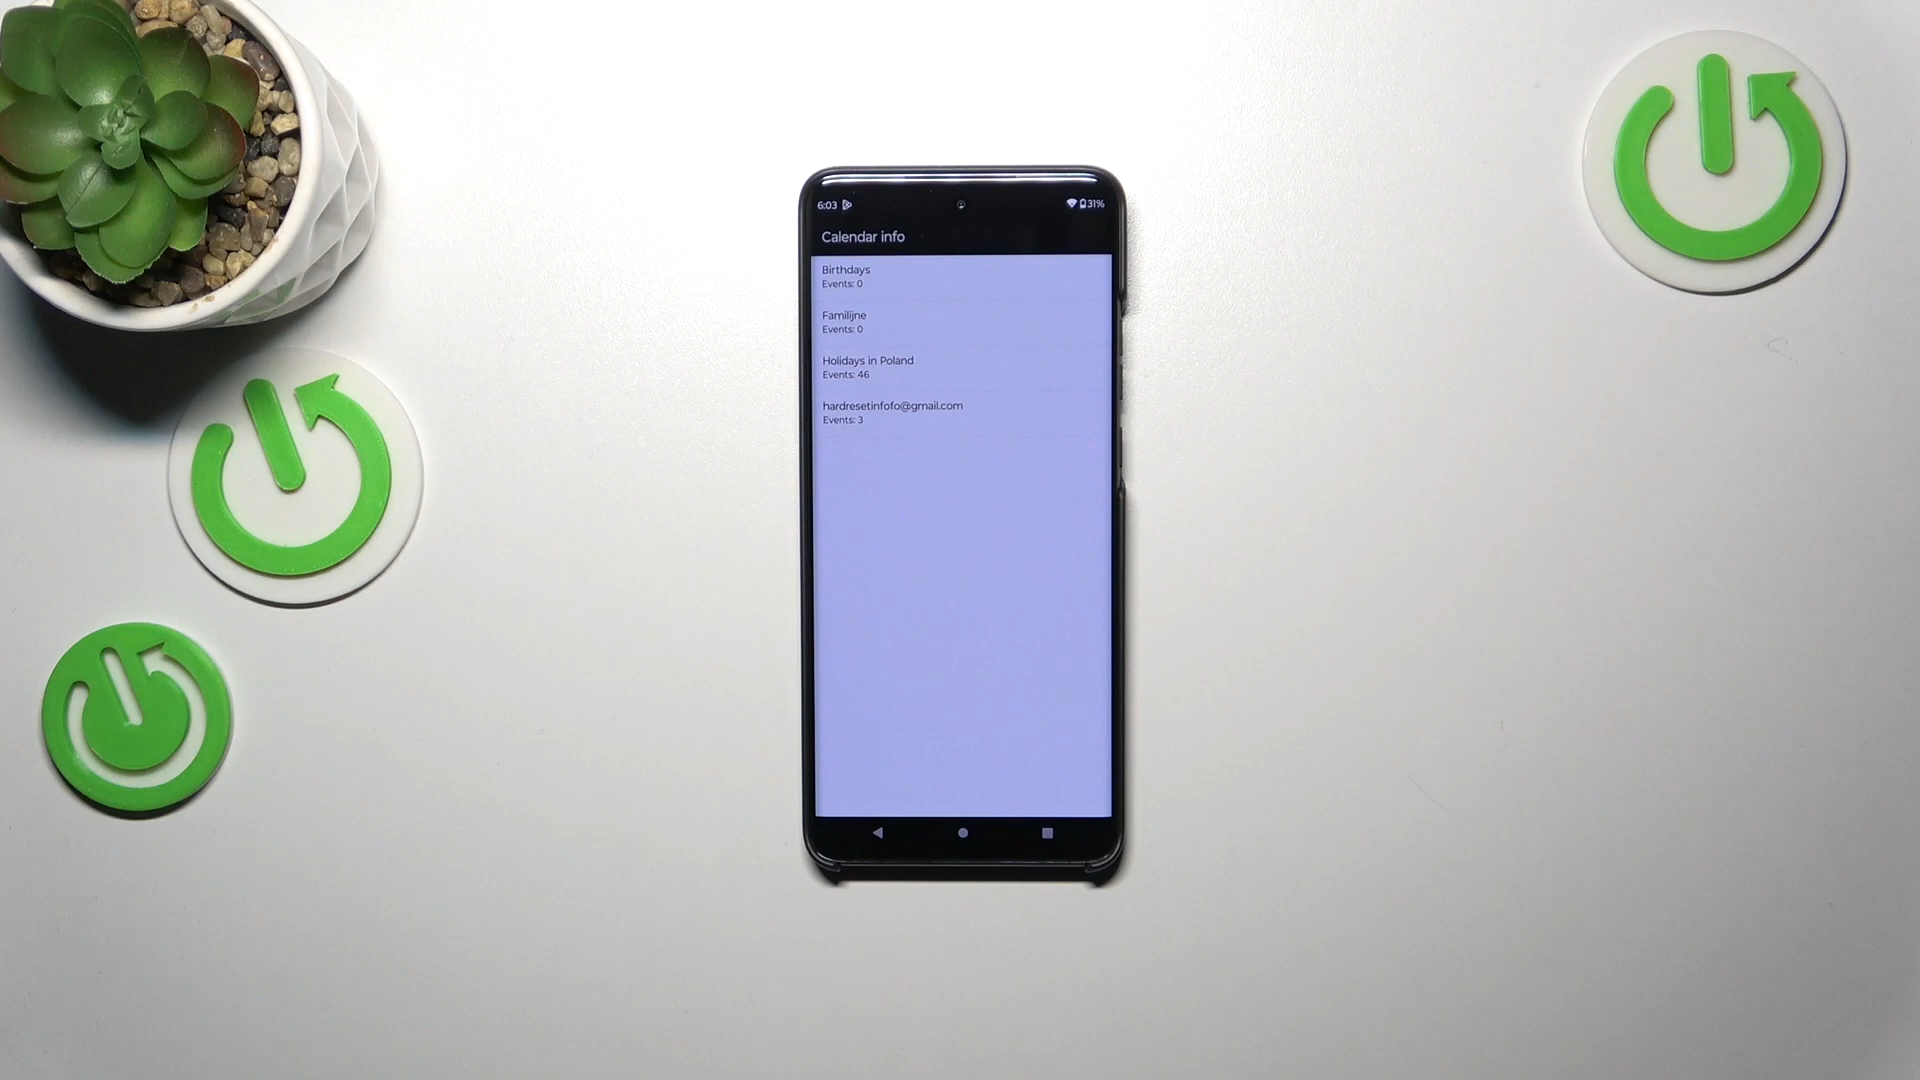 6:03
31%
Calendar info
Birthdays
Events: 0
Familijne
Events: 0
Holidays in Poland
Events: 46
hardresetinfofo@gmail.com
Events: 3